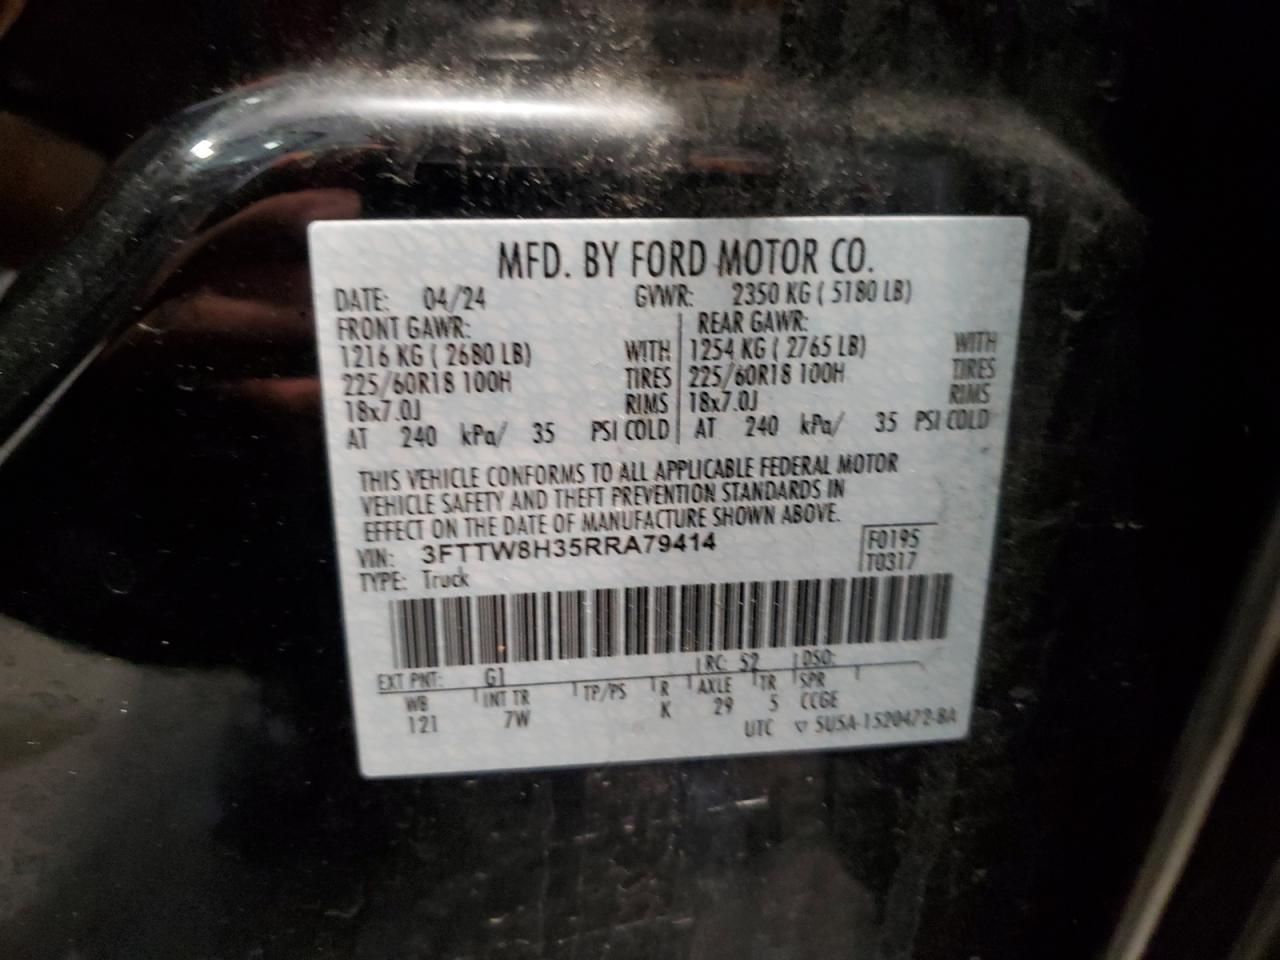 MFD. BY FORD MOTOR CO.
DATE: 04/24 GVWR: 2350 KG ( 5180 LB)
FRONT GAWR: REAR GAWR:
1216 KG ( 2680 LB) WITH 1254 KG ( 2765 LB) WITH
225/60R18 100H TIRES 225/60R18 100H TIRES
18x7.0J RIMS 18x7.0J RIMS
AT 240 kPa/ 35 PSI COLD AT 240 kPa/ 35 PSI COLD
THIS VEHICLE CONFORMS TO ALL APPLICABLE FEDERAL MOTOR
VEHICLE SAFETY AND THEFT PREVENTION STANDARDS IN
EFFECT ON THE DATE OF MANUFACTURE SHOWN ABOVE.
VIN: 3FTTW8H35RRA79414 F0195
TYPE: Truck T0317
EXT PNT: G1 RC: 52 DSO:
WB INT TR TP/PS R AXLE TR SPR
121 7W K 29 5 CCGE
UTC ▽ 5U5A-1520472-BA